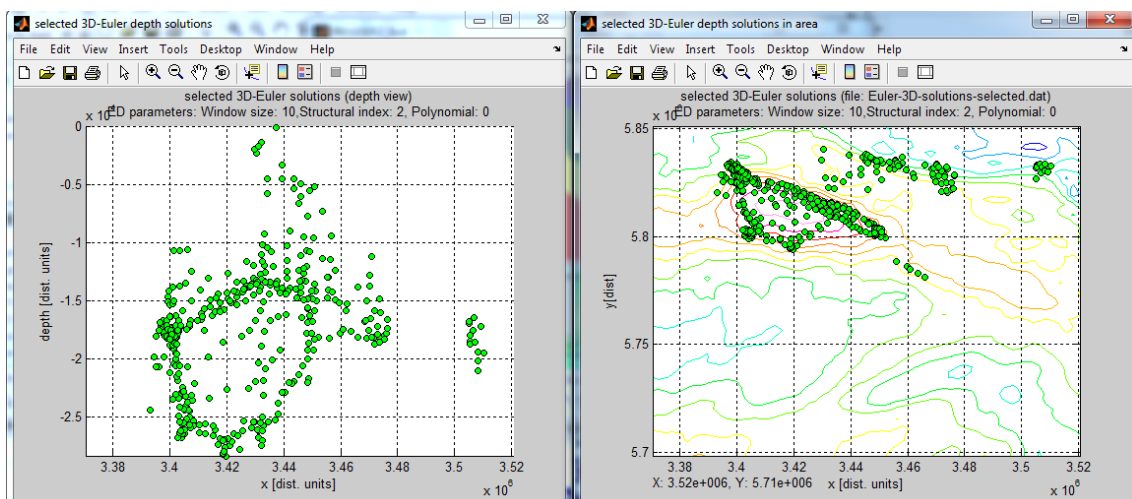 selected 3D-Euler depth solutions
File Edit View Insert Tools Desktop Window Help
selected 3D-Euler solutions (depth view)
ED parameters: Window size: 10,Structural index: 2, Polynomial: 0
x 10
0
-0.5
-1
-1.5
-2
-2.5
depth [dist. units]
3.38 3.4 3.42 3.44 3.46 3.48 3.5 3.52
x [dist. units]
x 10^6
selected 3D-Euler depth solutions in area
File Edit View Insert Tools Desktop Window Help
selected 3D-Euler solutions (file: Euler-3D-solutions-selected.dat)
ED parameters: Window size: 10,Structural index: 2, Polynomial: 0
x 10
5.85
5.8
5.75
5.7
y[dist]
3.38 3.4 3.42 3.44 3.46 3.48 3.5 3.52
X: 3.52e+006, Y: 5.71e+006 x [dist. units]
x 10^6